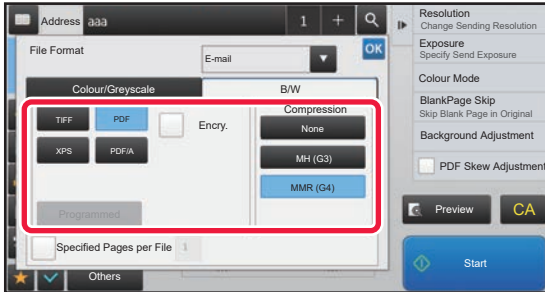 Address aaa 1 +
File Format
E-mail
OK
Colour/Greyscale
B/W
TIFF
PDF
Encry.
XPS
PDF/A
Programmed
Compression
None
MH (G3)
MMR (G4)
Specified Pages per File 1
Others
Resolution
Change Sending Resolution
Exposure
Specify Send Exposure
Colour Mode
BlankPage Skip
Skip Blank Page in Original
Background Adjustment
PDF Skew Adjustment
Preview
CA
Start